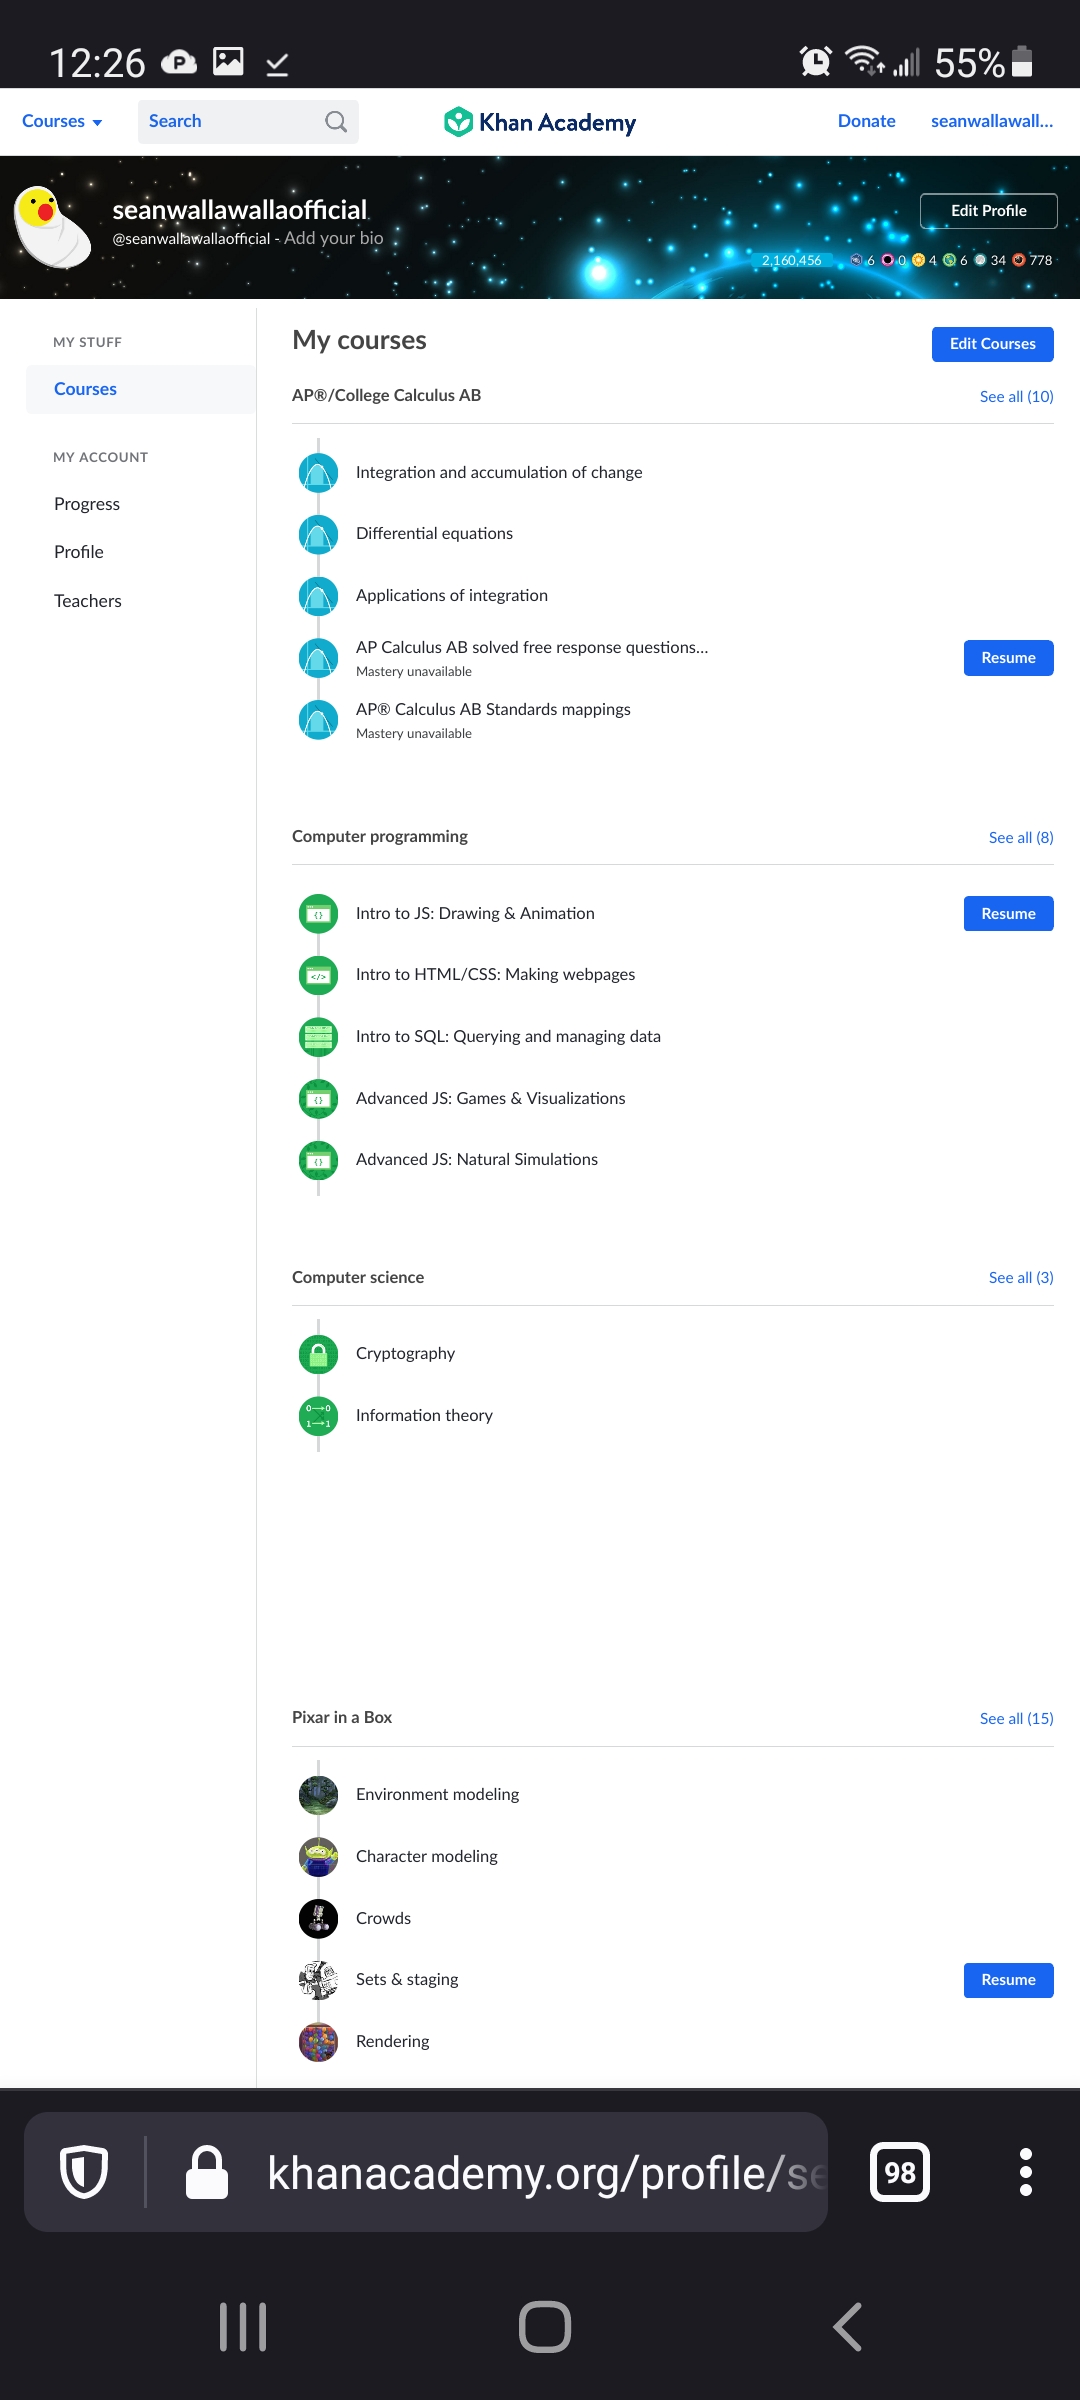 12:26 P 55%
Courses Search Khan Academy Donate seanwallawall...
seanwallawallaofficial
Edit Profile
@seanwallawallaofficial - Add your bio
2,160,456 6 0 4 6 34 778
MY STUFF
Courses
MY ACCOUNT
Progress
Profile
Teachers
My courses
Edit Courses
AP®/College Calculus AB See all (10)
Integration and accumulation of change
Differential equations
Applications of integration
AP Calculus AB solved free response questions...
Mastery unavailable
Resume
AP® Calculus AB Standards mappings
Mastery unavailable
Computer programming See all (8)
Intro to JS: Drawing & Animation Resume
Intro to HTML/CSS: Making webpages
Intro to SQL: Querying and managing data
Advanced JS: Games & Visualizations
Advanced JS: Natural Simulations
Computer science See all (3)
Cryptography
Information theory
Pixar in a Box See all (15)
Environment modeling
Character modeling
Crowds
Sets & staging Resume
Rendering
khanacademy.org/profile/se 98